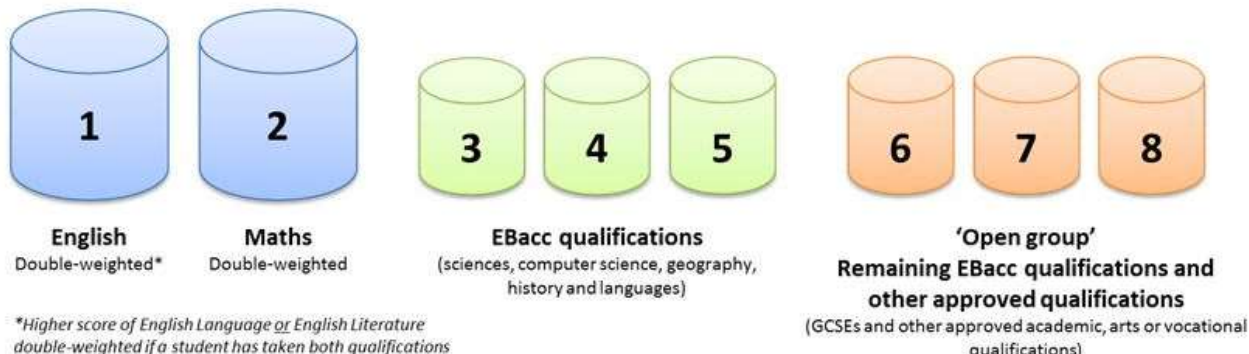 1
2
3
4
5
6
7
8
English
Double-weighted*
Maths
Double-weighted
EBacc qualifications
(sciences, computer science, geography,
history and languages)
'Open group'
Remaining EBacc qualifications and
other approved qualifications
(GCSEs and other approved academic, arts or vocational
qualifications)
*Higher score of English Language or English Literature
double-weighted if a student has taken both qualifications